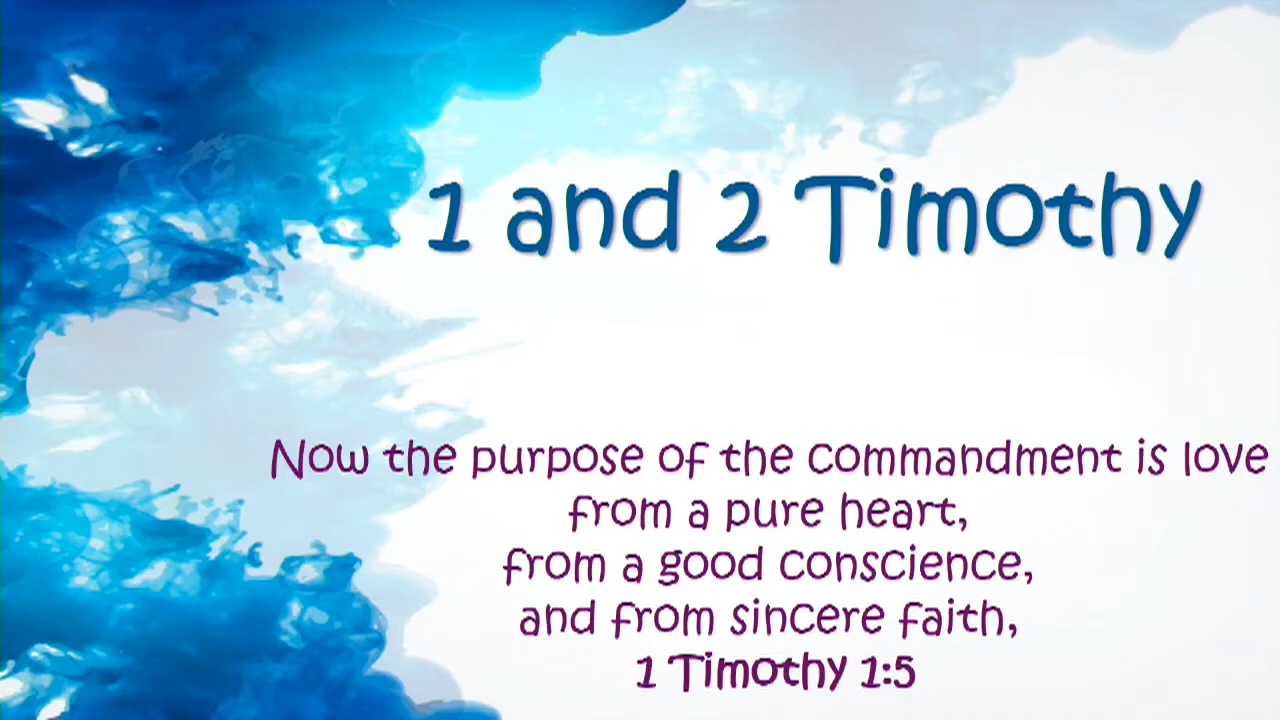 1 and 2 Timothy
Now the purpose of the commandment is love
from a pure heart,
from a good conscience,
and from sincere faith,
1 Timothy 1:5